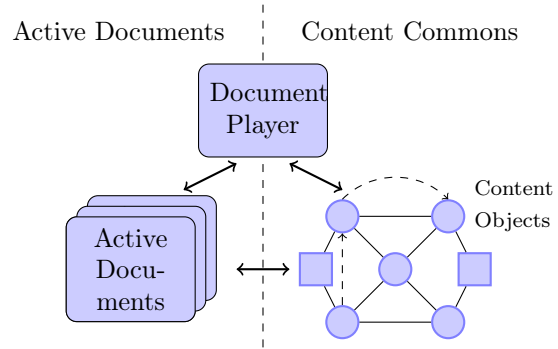 Active Documents
Content Commons
Document
Player
Content
Objects
Active
Docu-
ments